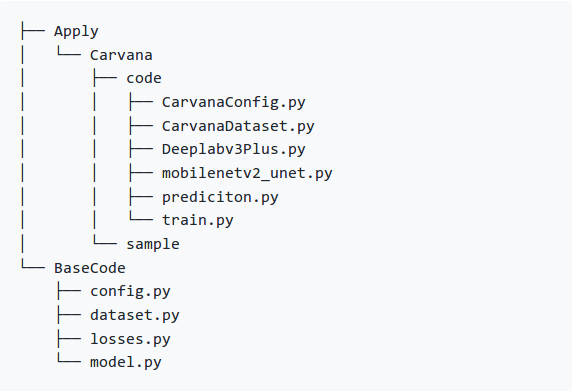 ├── Apply
│   └── Carvana
│       ├── code
│       │   ├── CarvanaConfig.py
│       │   ├── CarvanaDataset.py
│       │   ├── Deeplabv3Plus.py
│       │   ├── mobilenetv2_unet.py
│       │   ├── prediciton.py
│       │   └── train.py
│       └── sample
└── BaseCode
    ├── config.py
    ├── dataset.py
    ├── losses.py
    └── model.py